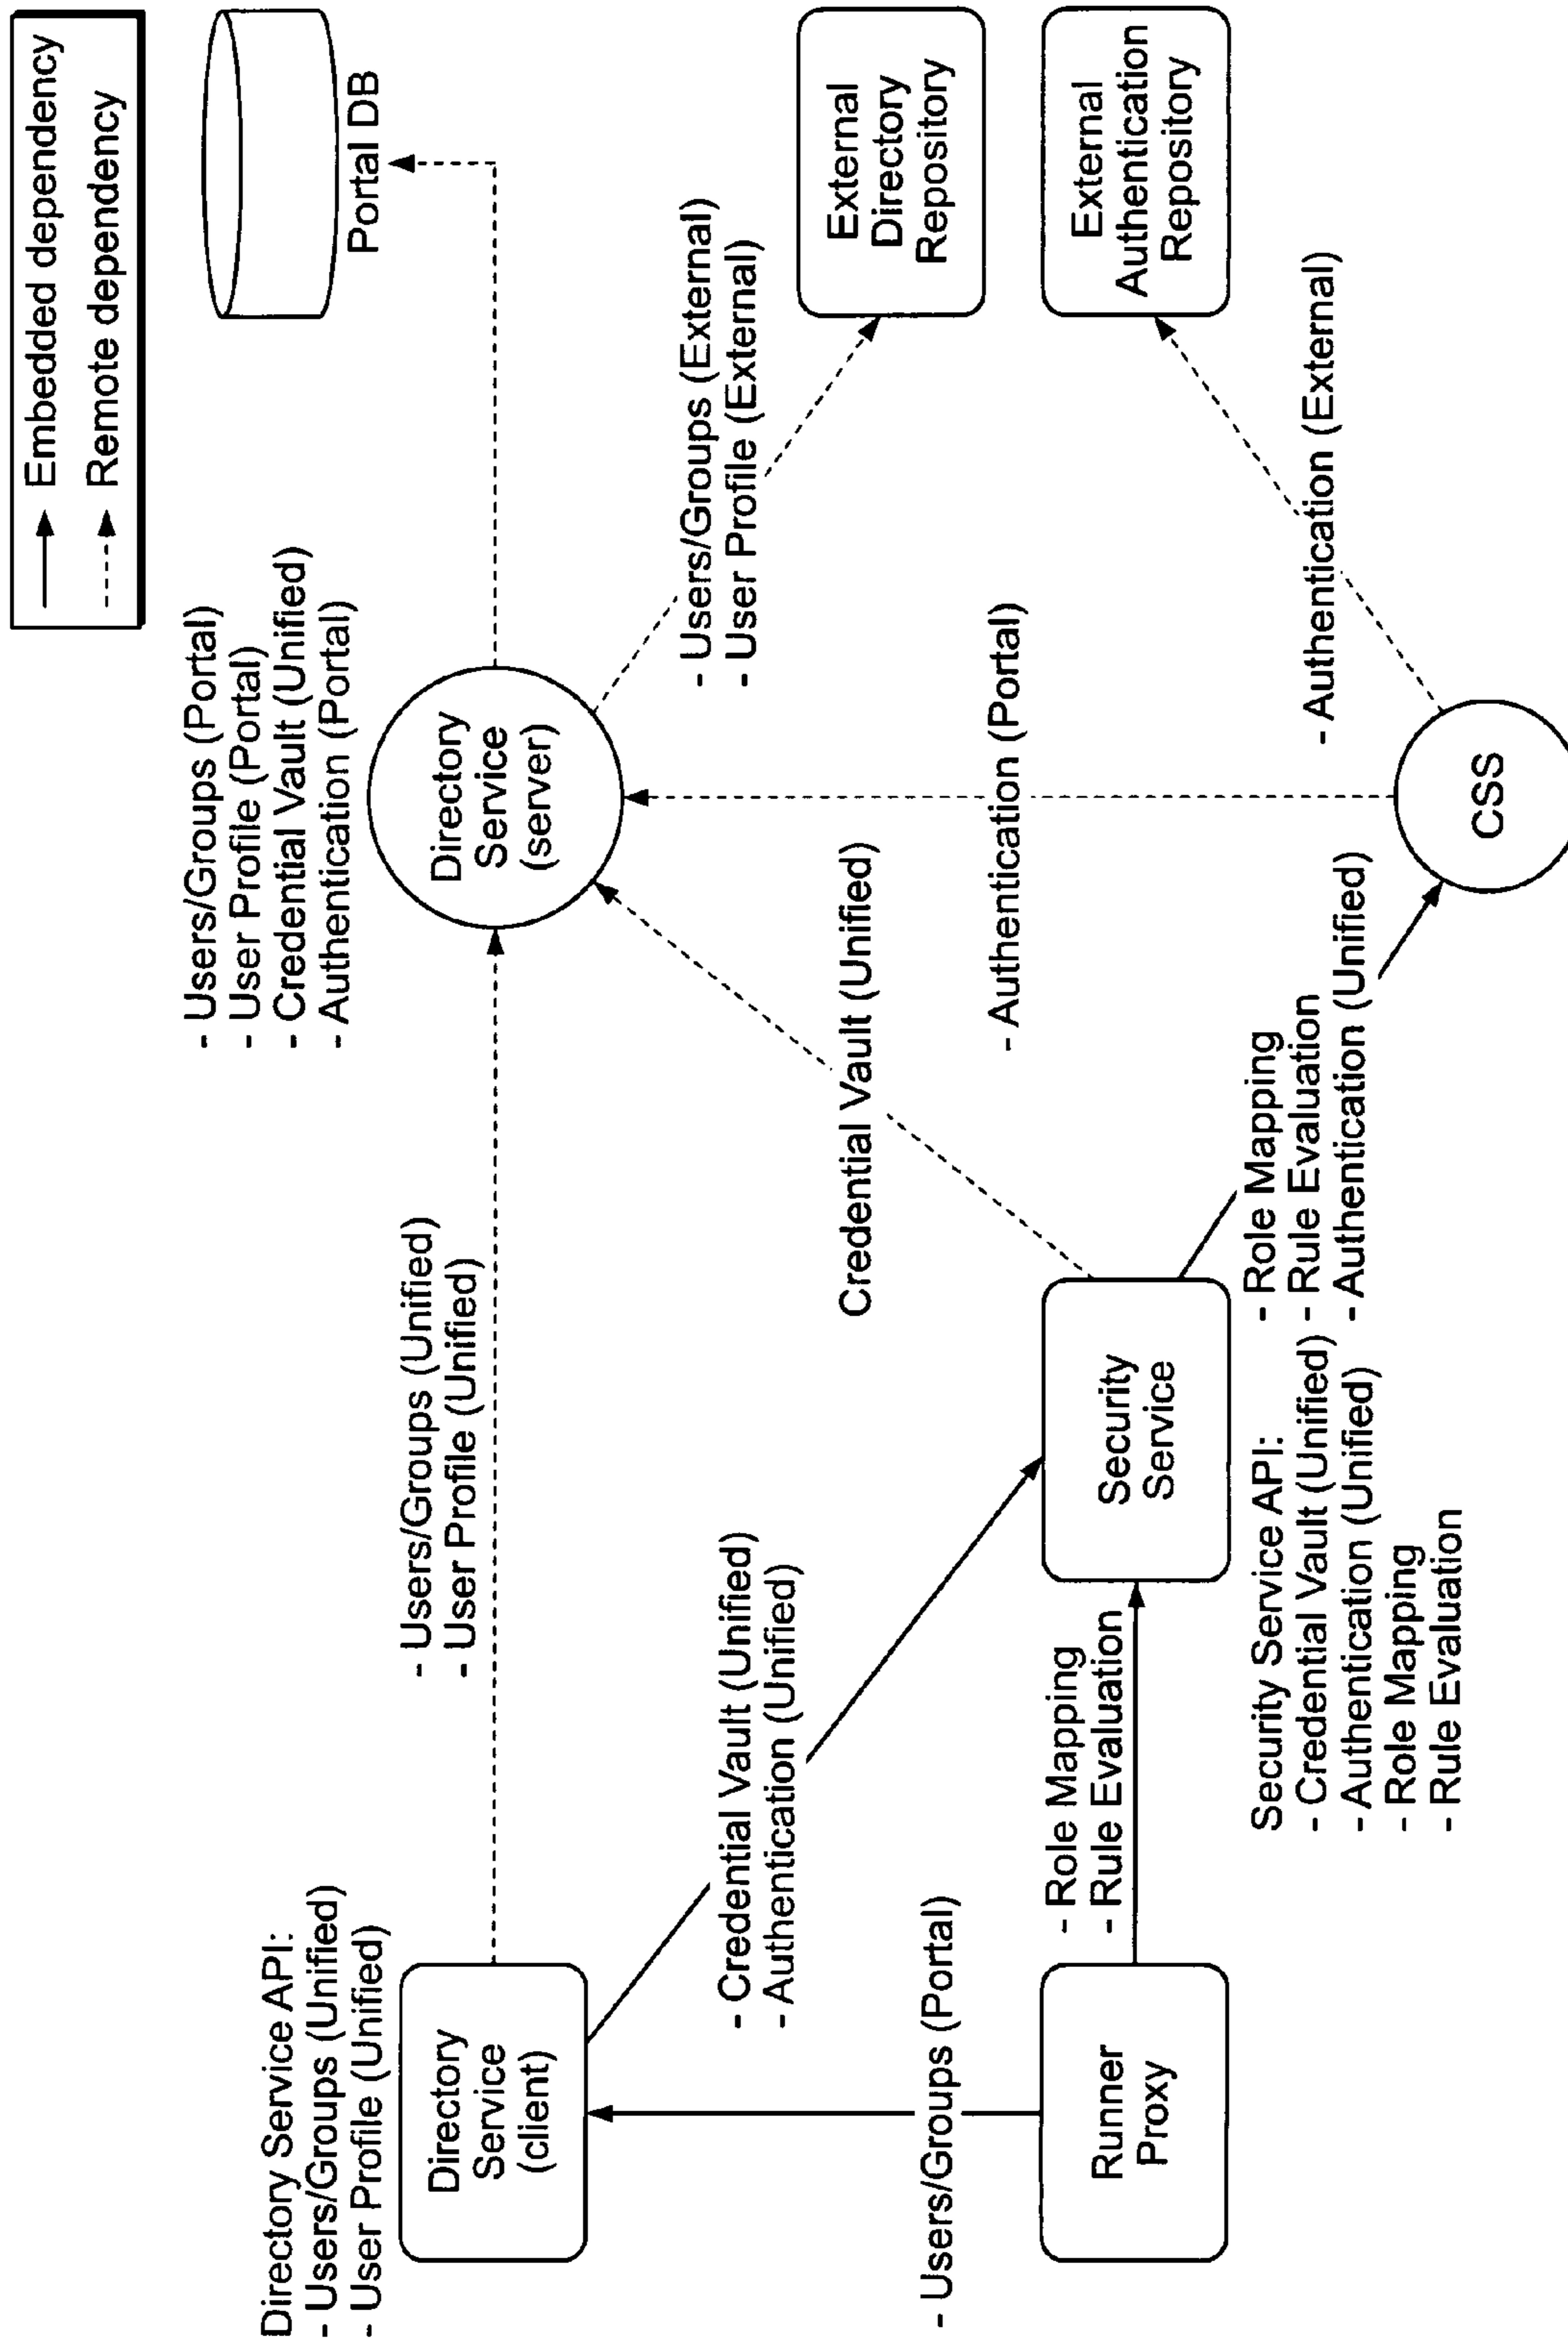 Embedded dependency
Remote dependency
Directory Service API:
- Users/Groups (Unified)
- User Profile (Unified)
Directory
Service
(client)
- Users/Groups (Unified)
- User Profile (Unified)
- Users/Groups (Portal)
- User Profile (Portal)
- Credential Vault (Unified)
- Authentication (Portal)
Directory
Service
(server)
Portal DB
- Credential Vault (Unified)
- Authentication (Unified)
- Users/Groups (External)
- User Profile (External)
External
Directory
Repository
- Users/Groups (Portal)
Credential Vault (Unified)
- Authentication (Portal)
Runner
Proxy
- Role Mapping
- Rule Evaluation
Security
Service
External
Authentication
Repository
Security Service API:
- Credential Vault (Unified)
- Authentication (Unified)
- Role Mapping
- Rule Evaluation
- Role Mapping
- Rule Evaluation
- Authentication (Unified)
- Authentication (External)
CSS